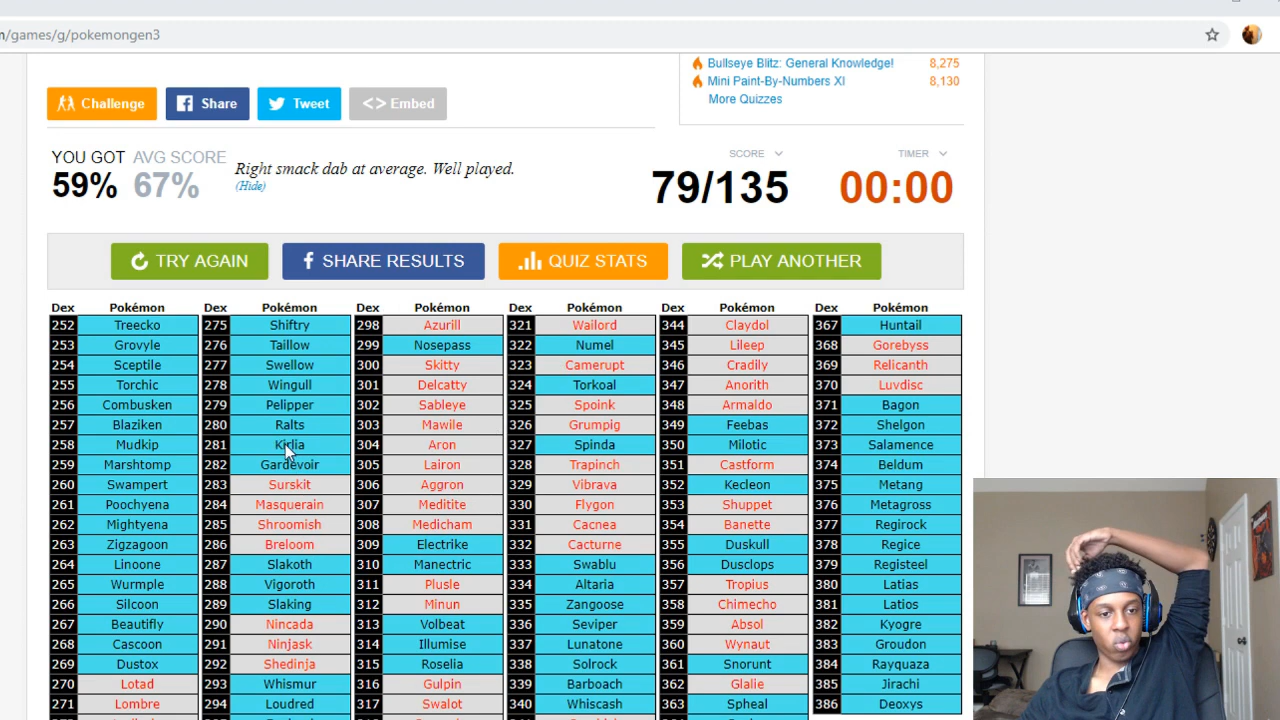 m/games/g/pokemongen3
Bullseye Blitz: General Knowledge! 8,275
Mini Paint-By-Numbers XI 8,130
More Quizzes
Challenge Share Tweet <> Embed
YOU GOT AVG SCORE
59% 67%
Right smack dab at average. Well played.
(Hide)
SCORE TIMER
79/135 00:00
TRY AGAIN SHARE RESULTS QUIZ STATS PLAY ANOTHER
Dex Pokémon Dex Pokémon Dex Pokémon Dex Pokémon Dex Pokémon Dex Pokémon
252 Treecko 275 Shiftry 298 Azurill 321 Wailord 344 Claydol 367 Huntail
253 Grovyle 276 Taillow 299 Nosepass 322 Numel 345 Lileep 368 Gorebyss
254 Sceptile 277 Swellow 300 Skitty 323 Camerupt 346 Cradily 369 Relicanth
255 Torchic 278 Wingull 301 Delcatty 324 Torkoal 347 Anorith 370 Luvdisc
256 Combusken 279 Pelipper 302 Sableye 325 Spoink 348 Armaldo 371 Bagon
257 Blaziken 280 Ralts 303 Mawile 326 Grumpig 349 Feebas 372 Shelgon
258 Mudkip 281 Kirlia 304 Aron 327 Spinda 350 Milotic 373 Salamence
259 Marshtomp 282 Gardevoir 305 Lairon 328 Trapinch 351 Castform 374 Beldum
260 Swampert 283 Surskit 306 Aggron 329 Vibrava 352 Kecleon 375 Metang
261 Poochyena 284 Masquerain 307 Meditite 330 Flygon 353 Shuppet 376 Metagross
262 Mightyena 285 Shroomish 308 Medicham 331 Cacnea 354 Banette 377 Regirock
263 Zigzagoon 286 Breloom 309 Electrike 332 Cacturne 355 Duskull 378 Regice
264 Linoone 287 Slakoth 310 Manectric 333 Swablu 356 Dusclops 379 Registeel
265 Wurmple 288 Vigoroth 311 Plusle 334 Altaria 357 Tropius 380 Latias
266 Silcoon 289 Slaking 312 Minun 335 Zangoose 358 Chimecho 381 Latios
267 Beautifly 290 Nincada 313 Volbeat 336 Seviper 359 Absol 382 Kyogre
268 Cascoon 291 Ninjask 314 Illumise 337 Lunatone 360 Wynaut 383 Groudon
269 Dustox 292 Shedinja 315 Roselia 338 Solrock 361 Snorunt 384 Rayquaza
270 Lotad 293 Whismur 316 Gulpin 339 Barboach 362 Glalie 385 Jirachi
271 Lombre 294 Loudred 317 Swalot 340 Whiscash 363 Spheal 386 Deoxys